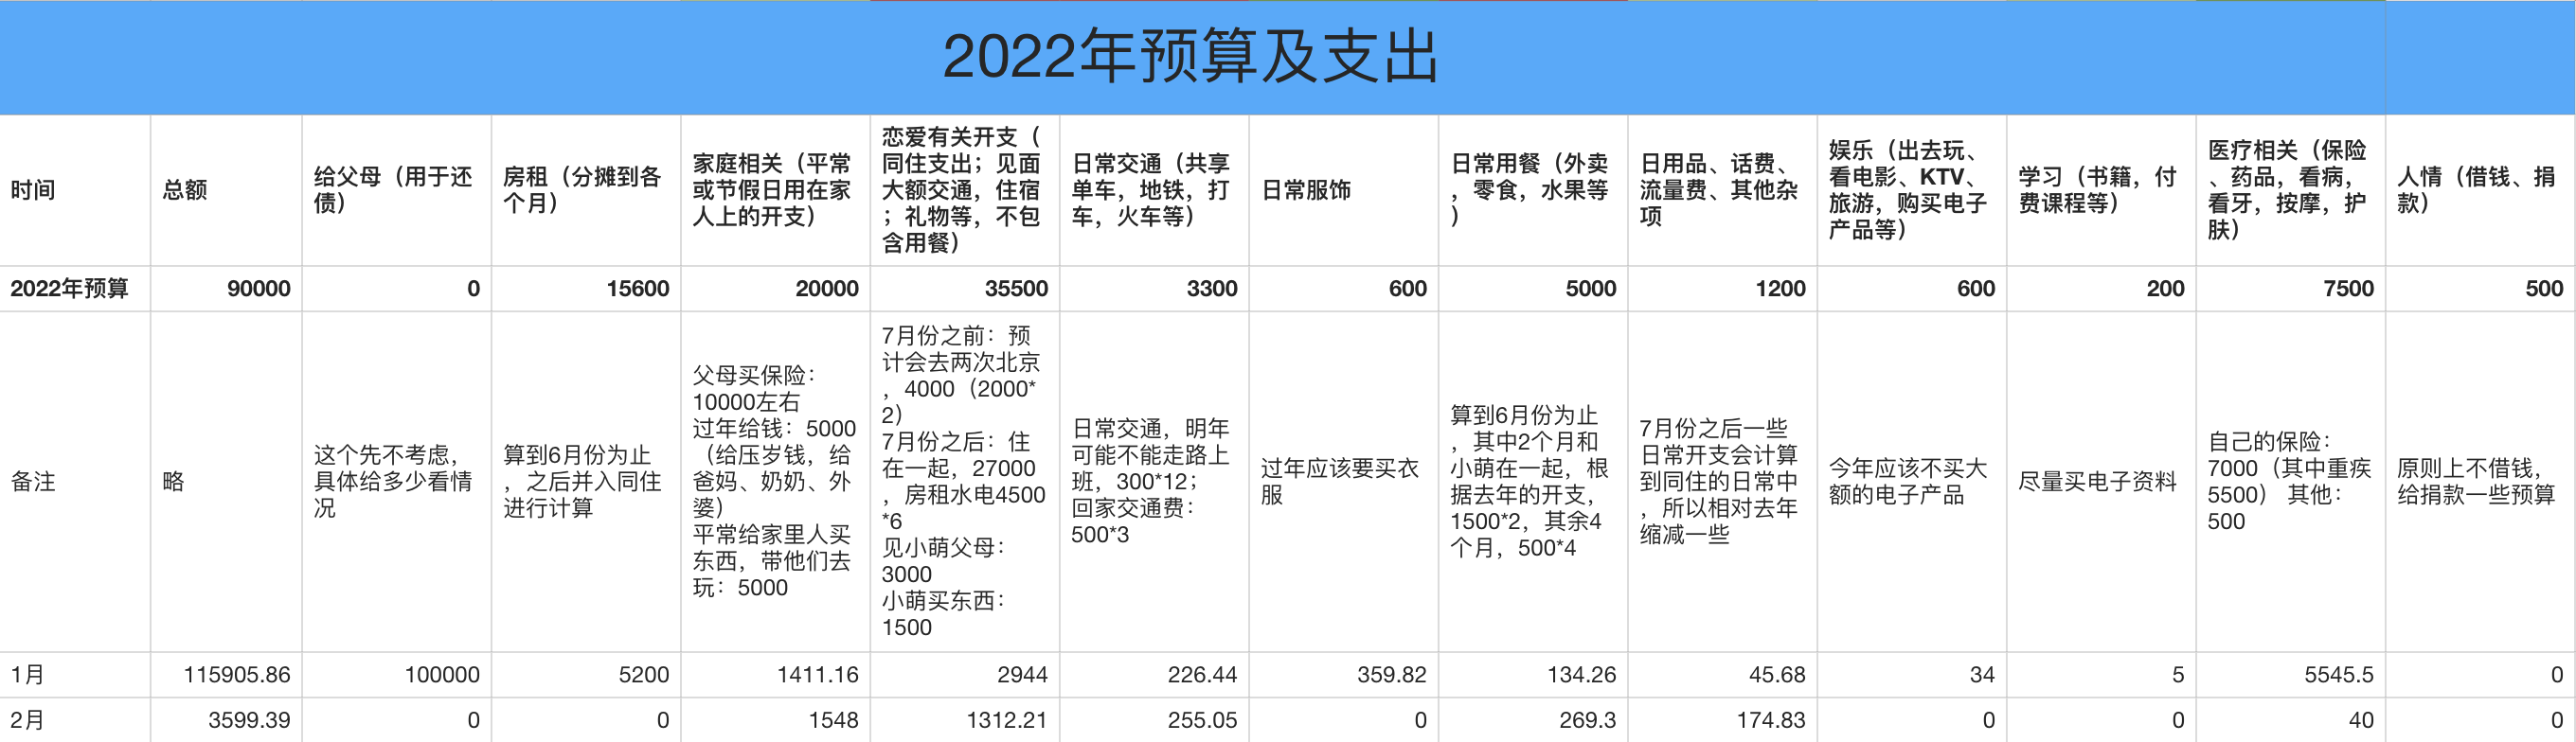 2022年预算及支出
时间
总额
给父母（用于还
债）
房租（分摊到各
个月）
家庭相关（平常
或节假日用在家
人上的开支）
恋爱有关开支（
同住支出；见面
大额交通，住宿
；礼物等，不包
含用餐）
日常交通（共享
单车，地铁，打
车，火车等）
日常服饰
日常用餐（外卖
，零食，水果等
）
日用品、话费、
流量费、其他杂
项
娱乐（出去玩、
看电影、KTV、
旅游，购买电子
产品等）
学习（书籍，付
费课程等）
医疗相关（保险
、药品，看病，
看牙，按摩，护
肤）
人情（借钱、捐
款）
2022年预算 90000 0 15600 20000 35500 3300 600 5000 1200 600 200 7500 500
备注
略
这个先不考虑，
具体给多少看情
况
算到6月份为止
，之后并入同住
进行计算
父母买保险：
10000左右
过年给钱：5000
（给压岁钱，给
爸妈、奶奶、外
婆）
平常给家里人买
东西，带他们去
玩：5000
7月份之前：预
计会去两次北京
，4000（2000*
2）
7月份之后：住
在一起，27000
，房租水电4500
*6
见小萌父母：
3000
小萌买东西：
1500
日常交通，明年
可能不能走路上
班，300*12；
回家交通费：
500*3
过年应该要买衣
服
算到6月份为止
，其中2个月和
小萌在一起，根
据去年的开支，
1500*2，其余4
个月，500*4
7月份之后一些
日常开支会计算
到同住的日常中
，所以相对去年
缩减一些
今年应该不买大
额的电子产品
尽量买电子资料
自己的保险：
7000（其中重疾
5500） 其他：
500
原则上不借钱，
给捐款一些预算
1月 115905.86 100000 5200 1411.16 2944 226.44 359.82 134.26 45.68 34 5 5545.5 0
2月 3599.39 0 0 1548 1312.21 255.05 0 269.3 174.83 0 0 40 0